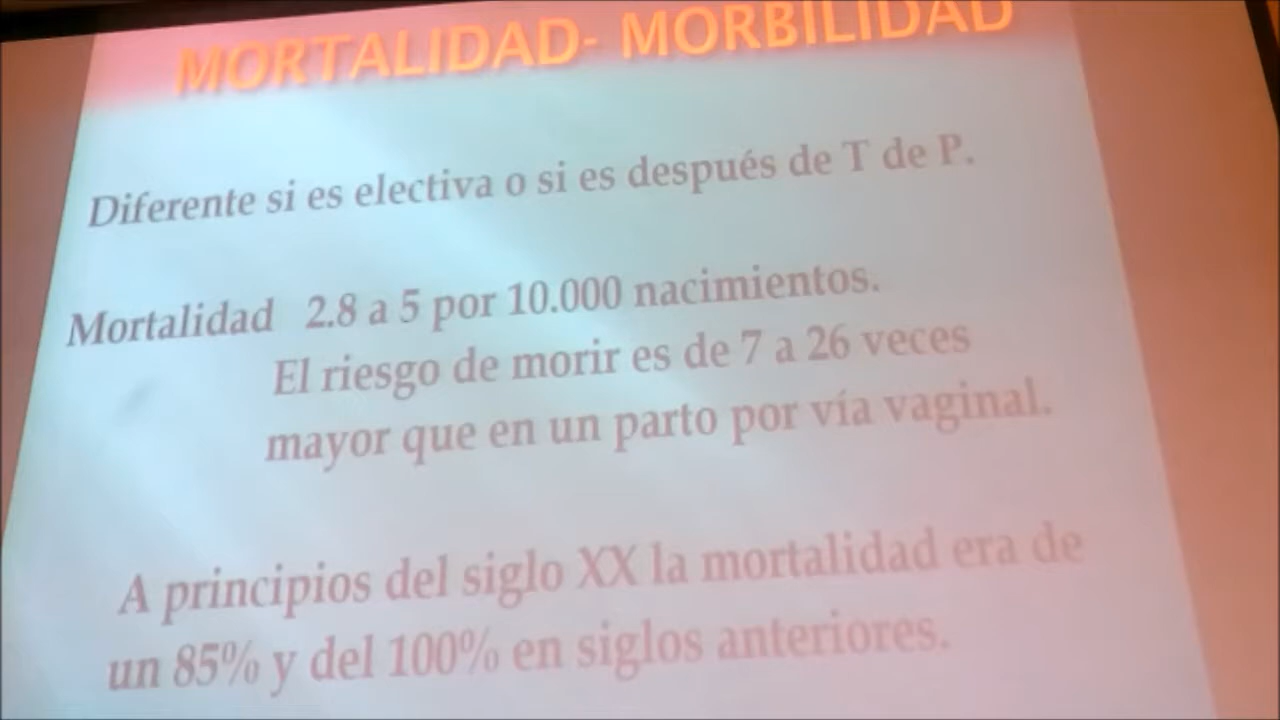 MORTALIDAD- MORBILIDAD
Diferente si es electiva o si es después de T de P.
Mortalidad 2.8 a 5 por 10.000 nacimientos.
El riesgo de morir es de 7 a 26 veces
mayor que en un parto por vía vaginal.
A principios del siglo XX la mortalidad era de
un 85% y del 100% en siglos anteriores.